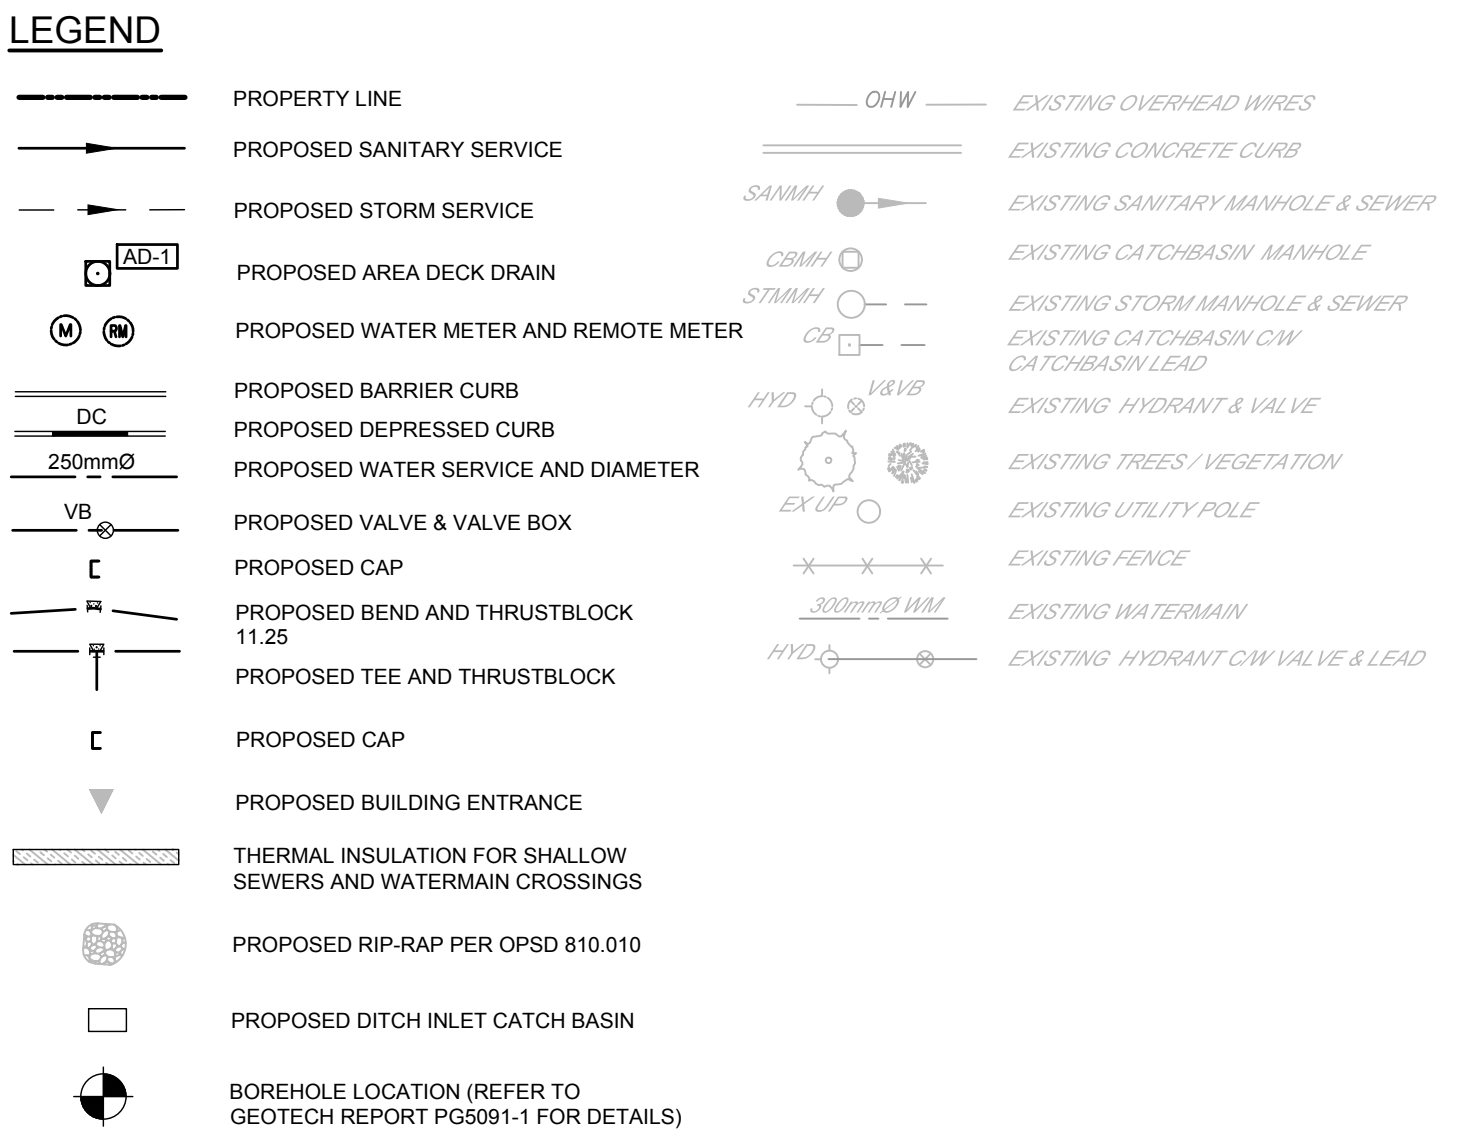 LEGEND
PROPERTY LINE
PROPOSED SANITARY SERVICE
PROPOSED STORM SERVICE
AD-1
PROPOSED AREA DECK DRAIN
M RM
PROPOSED WATER METER AND REMOTE METER
PROPOSED BARRIER CURB
DC
PROPOSED DEPRESSED CURB
250mmØ
PROPOSED WATER SERVICE AND DIAMETER
VB
PROPOSED VALVE & VALVE BOX
PROPOSED CAP
PROPOSED BEND AND THRUSTBLOCK
11.25
PROPOSED TEE AND THRUSTBLOCK
PROPOSED CAP
PROPOSED BUILDING ENTRANCE
THERMAL INSULATION FOR SHALLOW
SEWERS AND WATERMAIN CROSSINGS
PROPOSED RIP-RAP PER OPSD 810.010
PROPOSED DITCH INLET CATCH BASIN
BOREHOLE LOCATION (REFER TO
GEOTECH REPORT PG5091-1 FOR DETAILS)
OHW EXISTING OVERHEAD WIRES
EXISTING CONCRETE CURB
SANMH EXISTING SANITARY MANHOLE & SEWER
CBMH EXISTING CATCHBASIN MANHOLE
STMMH EXISTING STORM MANHOLE & SEWER
CB EXISTING CATCHBASIN C/W
CATCHBASIN LEAD
HYD V&VB EXISTING HYDRANT & VALVE
EXISTING TREES / VEGETATION
EX UP EXISTING UTILITY POLE
EXISTING FENCE
300mmØ WM EXISTING WATERMAIN
HYD EXISTING HYDRANT C/W VALVE & LEAD